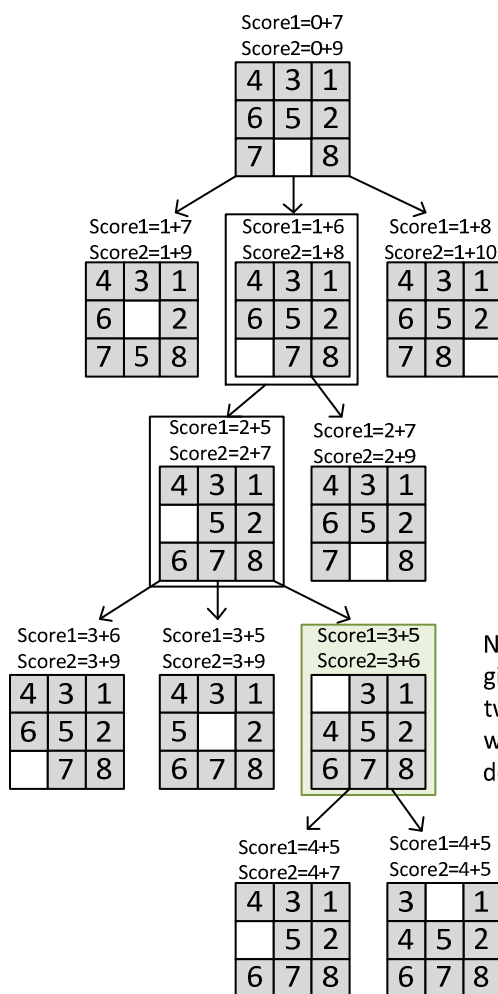 Score1=0+7
Score2=0+9
4 3 1
6 5 2
7 8
Score1=1+7
Score2=1+9
4 3 1
6 2
7 5 8
Score1=1+6
Score2=1+8
4 3 1
6 5 2
7 8
Score1=1+8
Score2=1+10
4 3 1
6 5 2
7 8
Score1=2+5
Score2=2+7
4 3 1
5 2
6 7 8
Score1=2+7
Score2=2+9
4 3 1
6 5 2
7 8
Score1=3+6
Score2=3+9
4 3 1
6 5 2
7 8
Score1=3+5
Score2=3+9
4 3 1
5 2
6 7 8
Score1=3+5
Score2=3+6
3 1
4 5 2
6 7 8
Score1=4+5
Score2=4+7
4 3 1
5 2
6 7 8
Score1=4+5
Score2=4+5
3 1
4 5 2
6 7 8